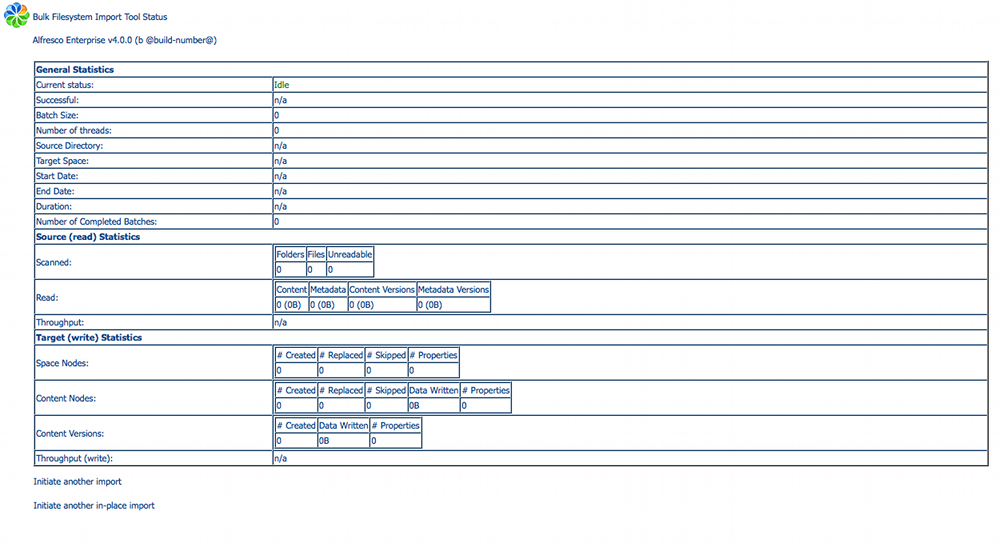 Bulk Filesystem Import Tool Status
Alfresco Enterprise v4.0.0 (b @build-number@)
General Statistics
Current status: Idle
Successful: n/a
Batch Size: 0
Number of threads: 0
Source Directory: n/a
Target Space: n/a
Start Date: n/a
End Date: n/a
Duration: n/a
Number of Completed Batches: 0
Source (read) Statistics
Scanned:
Folders Files Unreadable
0 0 0
Read:
Content Metadata Content Versions Metadata Versions
0 (0B) 0 (0B) 0 (0B) 0 (0B)
Throughput: n/a
Target (write) Statistics
Space Nodes:
# Created # Replaced # Skipped # Properties
0 0 0 0
Content Nodes:
# Created # Replaced # Skipped Data Written # Properties
0 0 0 0B 0
Content Versions:
# Created Data Written # Properties
0 0B 0
Throughput (write): n/a
Initiate another import
Initiate another in-place import